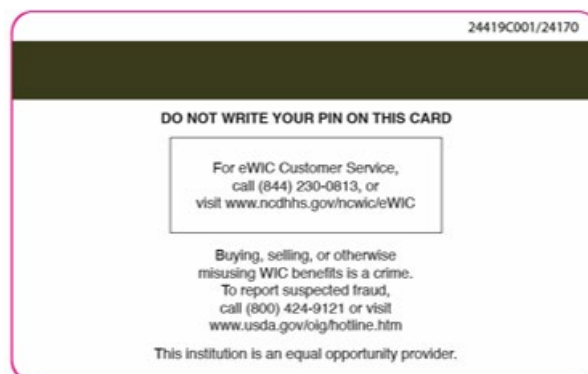 24419C001/24170
DO NOT WRITE YOUR PIN ON THIS CARD
For eWIC Customer Service,
call (844) 230-0813, or
visit www.ncdhhs.gov/ncwic/eWIC
Buying, selling, or otherwise
misusing WIC benefits is a crime.
To report suspected fraud,
call (800) 424-9121 or visit
www.usda.gov/oig/hotline.htm
This institution is an equal opportunity provider.